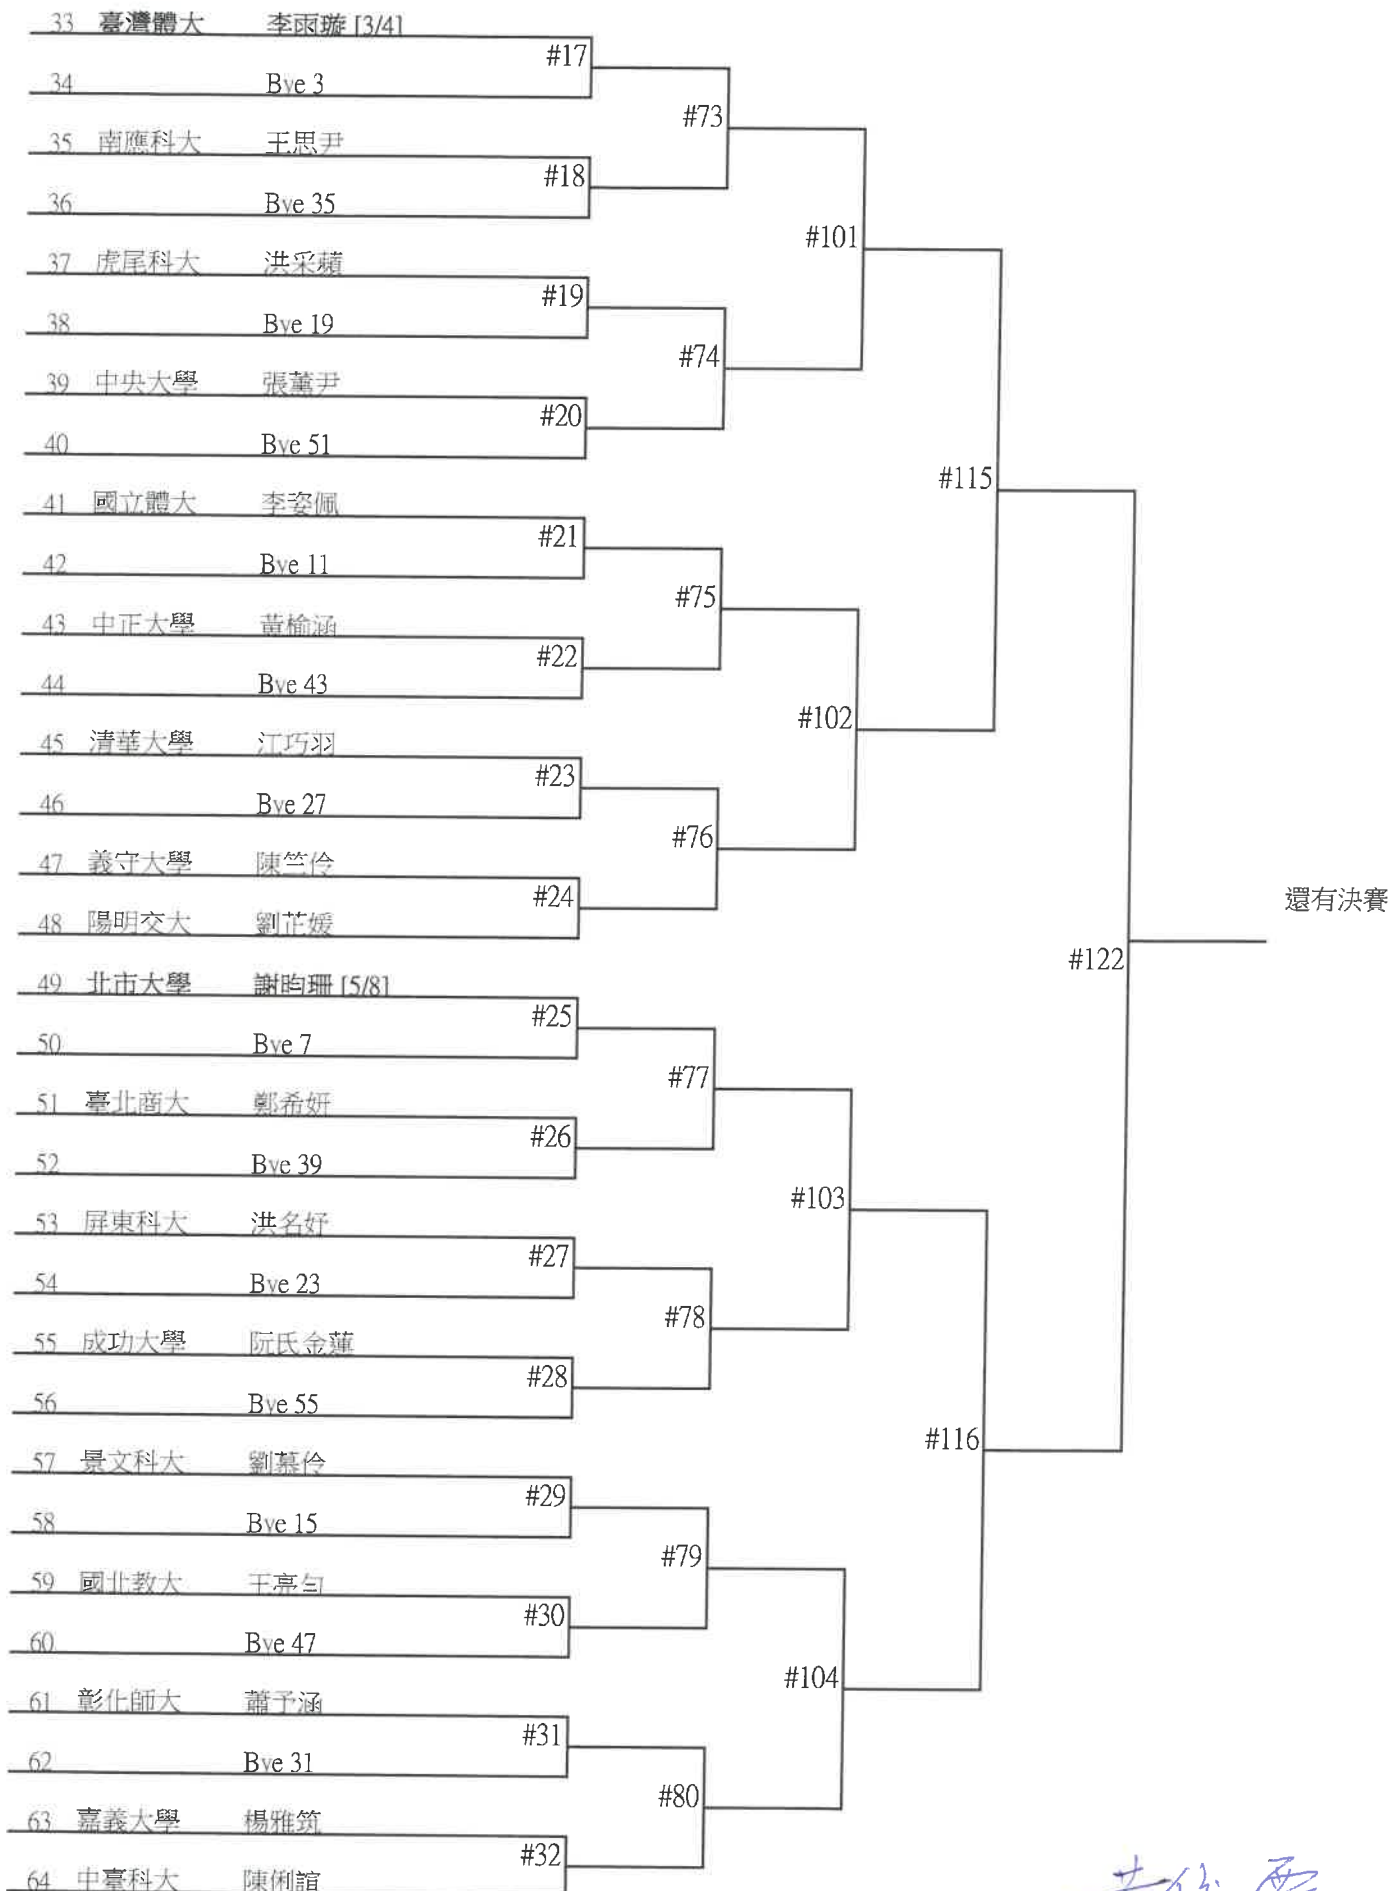 33 臺灣體大 李雨璇 [3/4]
#17
34 Bye 3
#73
35 南應科大 王思尹
#18
36 Bye 35
#101
37 虎尾科大 洪采蘋
#19
38 Bye 19
#74
39 中央大學 張薰尹
#20
40 Bye 51
#115
41 國立體大 李姿佩
#21
42 Bye 11
#75
43 中正大學 黃榆涵
#22
44 Bye 43
#102
45 清華大學 江巧羽
#23
46 Bye 27
#76
47 義守大學 陳竺伶
#24
還有決賽
48 陽明交大 劉芷媛
#122
49 北市大學 謝昀珊 [5/8]
#25
50 Bye 7
#77
51 臺北商大 鄭希妍
#26
52 Bye 39
#103
53 屏東科大 洪名妤
#27
54 Bye 23
#78
55 成功大學 阮氏金蓮
#28
56 Bye 55
#116
57 景文科大 劉慕伶
#29
58 Bye 15
#79
59 國北教大 王亮勻
#30
60 Bye 47
#104
61 彰化師大 蕭予涵
#31
62 Bye 31
#80
63 嘉義大學 楊雅筑
#32
64 中臺科大 陳俐誼